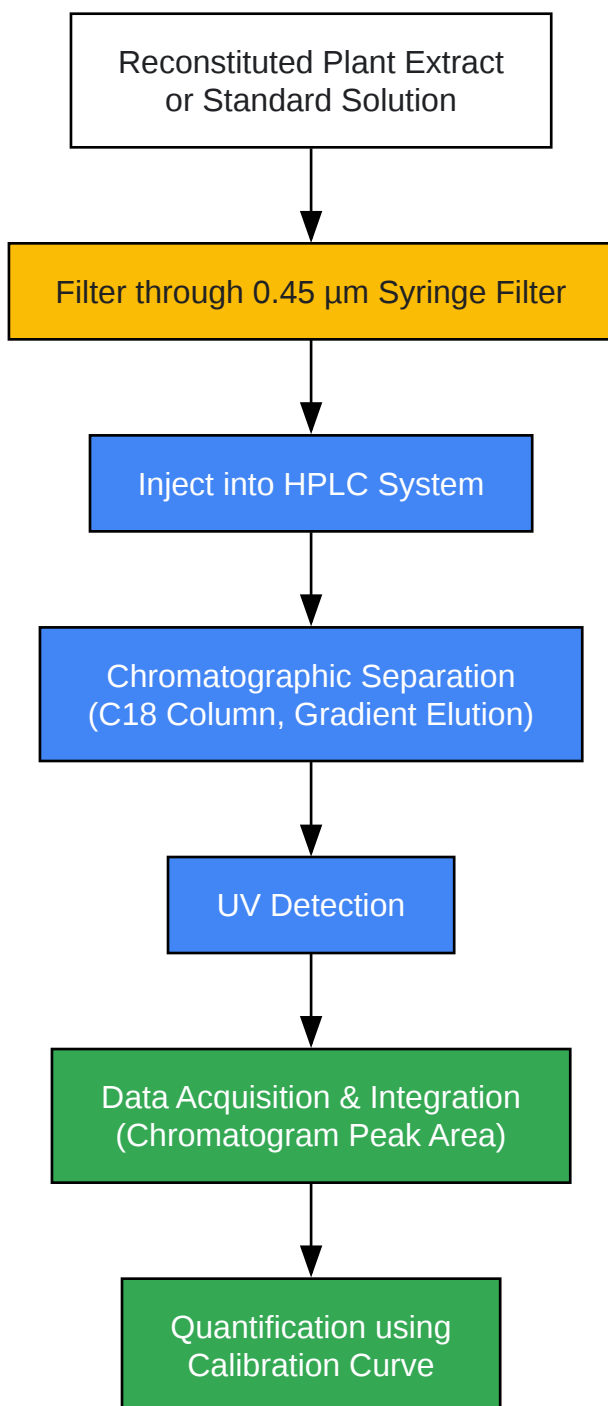 Reconstituted Plant Extract
or Standard Solution
Filter through 0.45 µm Syringe Filter
Inject into HPLC System
Chromatographic Separation
(C18 Column, Gradient Elution)
UV Detection
Data Acquisition & Integration
(Chromatogram Peak Area)
Quantification using
Calibration Curve